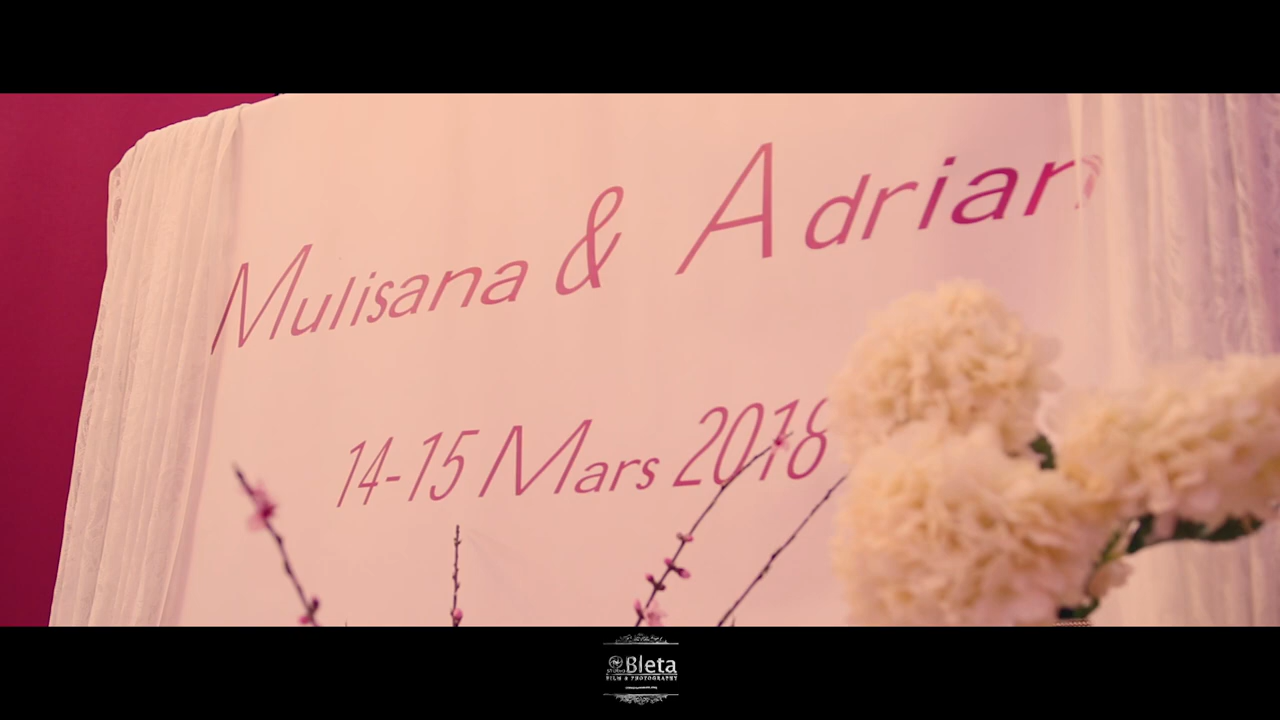 Mulisana & Adrian
14-15 Mars 2018
Bleta
FILM & PHOTOGRAPHY